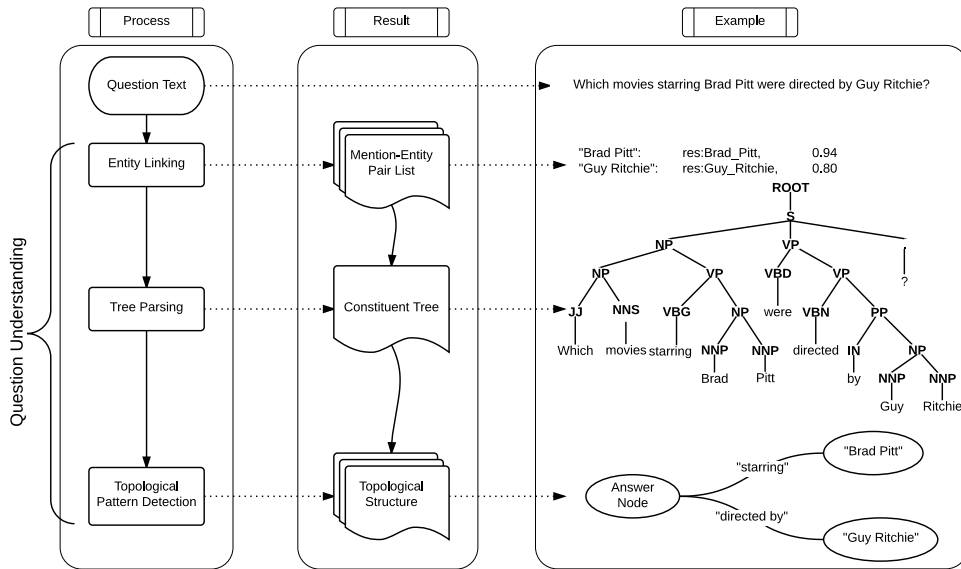 Process
Result
Example
Question Text
Which movies starring Brad Pitt were directed by Guy Ritchie?
Question Understanding
Entity Linking
Mention-Entity
Pair List
"Brad Pitt": res:Brad_Pitt, 0.94
"Guy Ritchie": res:Guy_Ritchie, 0.80
ROOT
S
NP VP .
NP VP VBD VP ?
Tree Parsing
Constituent Tree
JJ NNS VBG NP were VBN PP
Which movies starring NNP NNP directed IN NP
Brad Pitt by NNP NNP
Guy Ritchie
Topological
Pattern Detection
Topological
Structure
Answer
Node
"starring"
"Brad Pitt"
"directed by"
"Guy Ritchie"